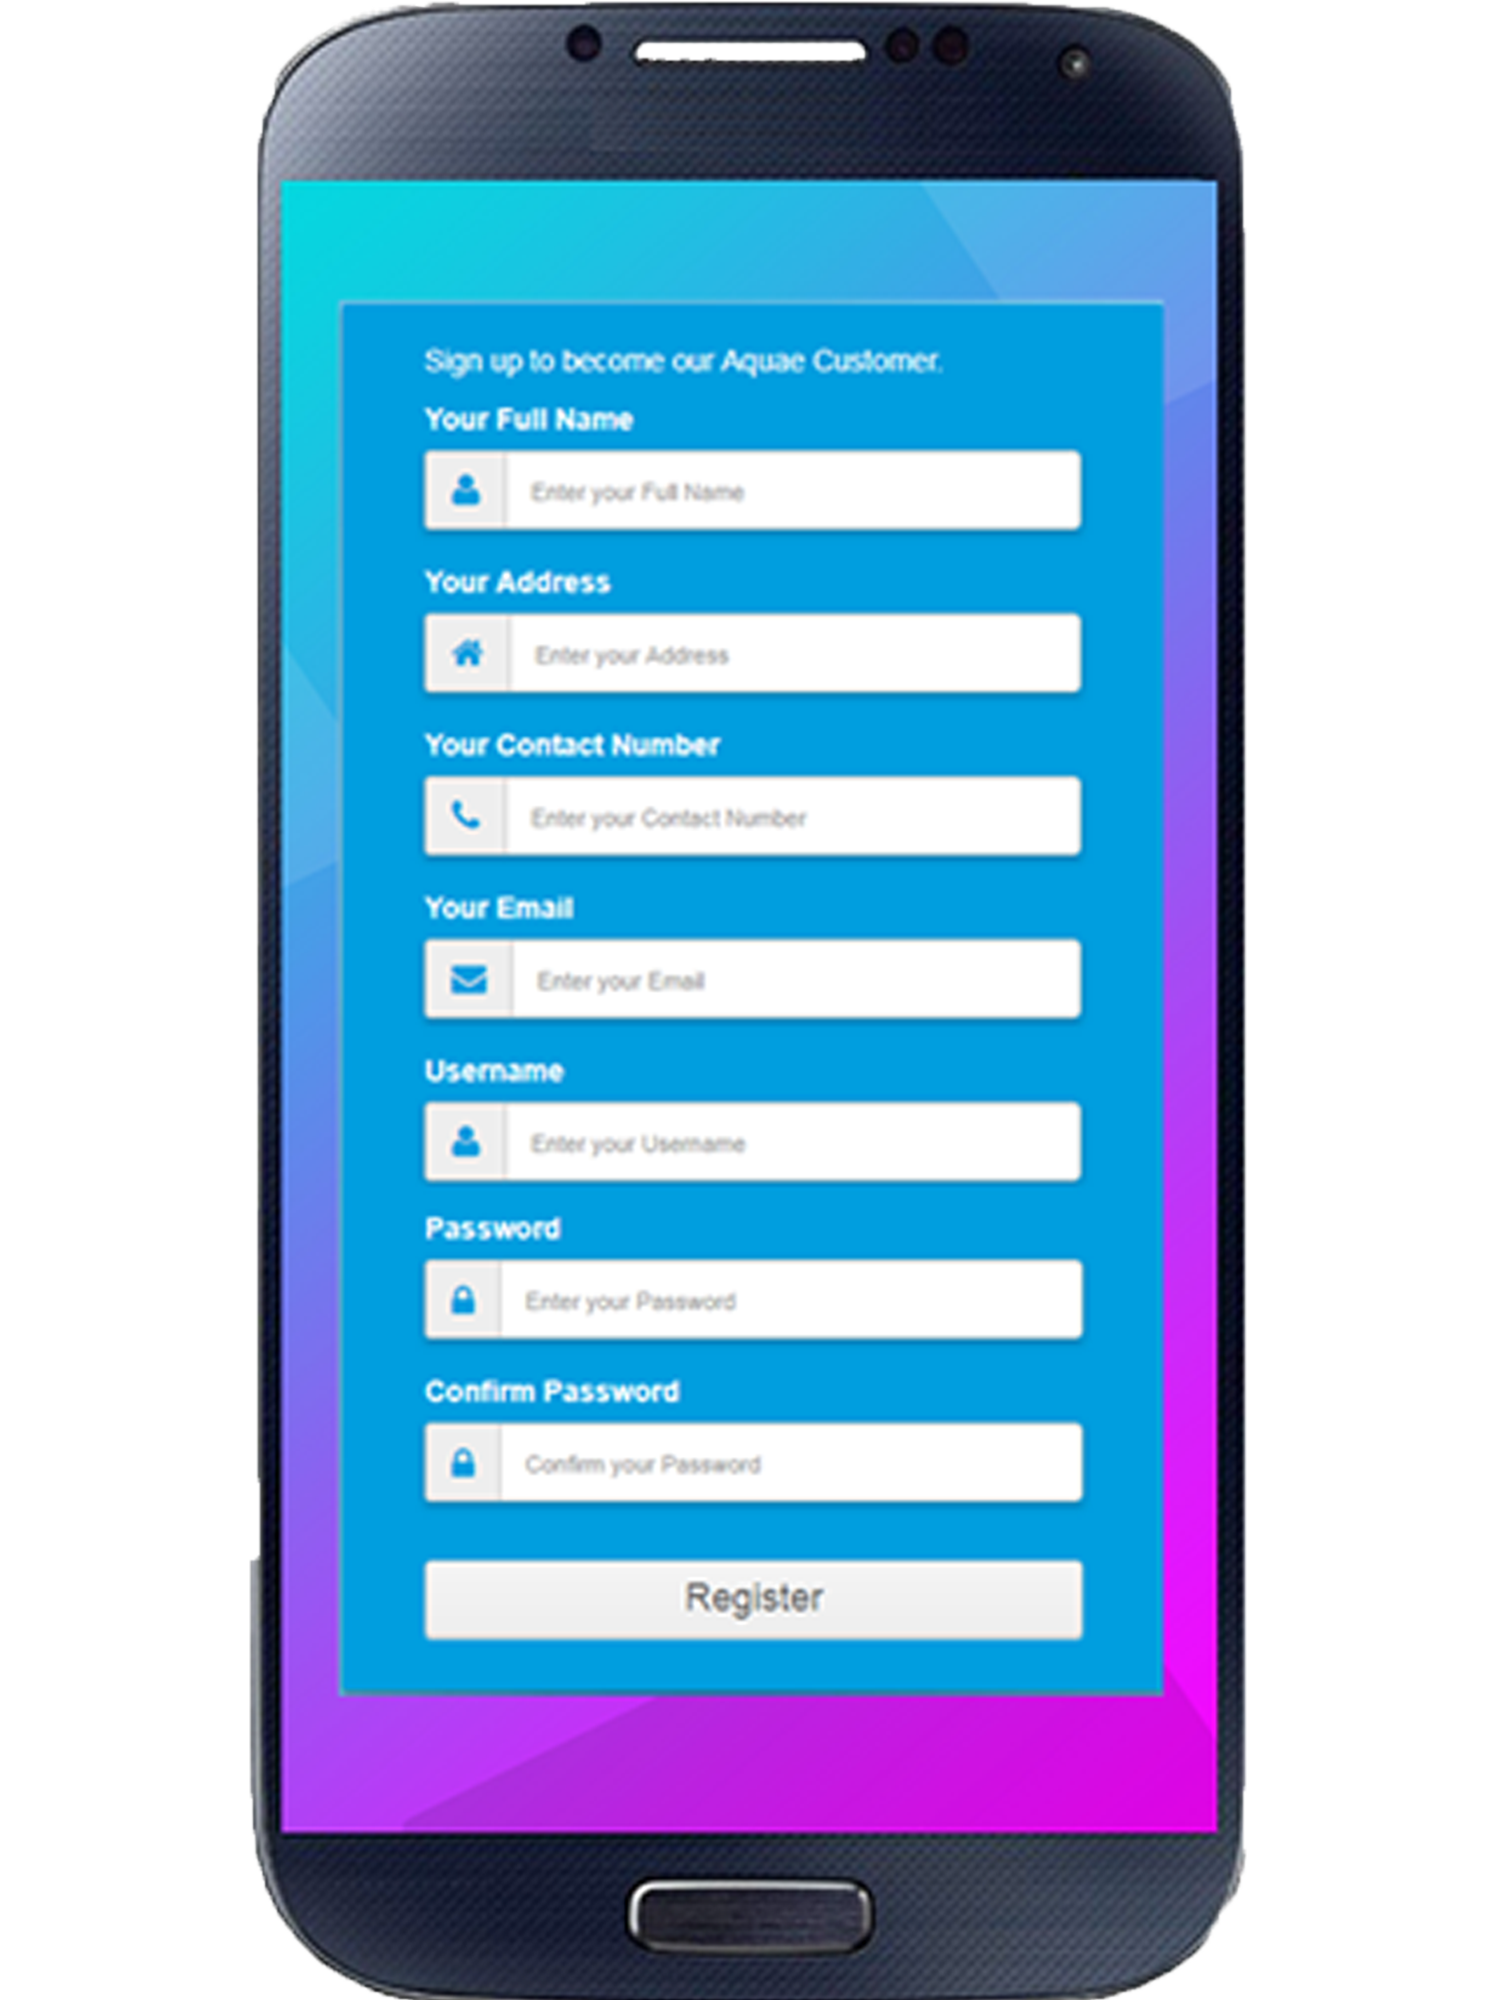 Sign up to become our Aquae Customer.
Your Full Name
Enter your Full Name
Your Address
Enter your Address
Your Contact Number
Enter your Contact Number
Your Email
Enter your Email
Username
Enter your Username
Password
Enter your Password
Confirm Password
Confirm your Password
Register